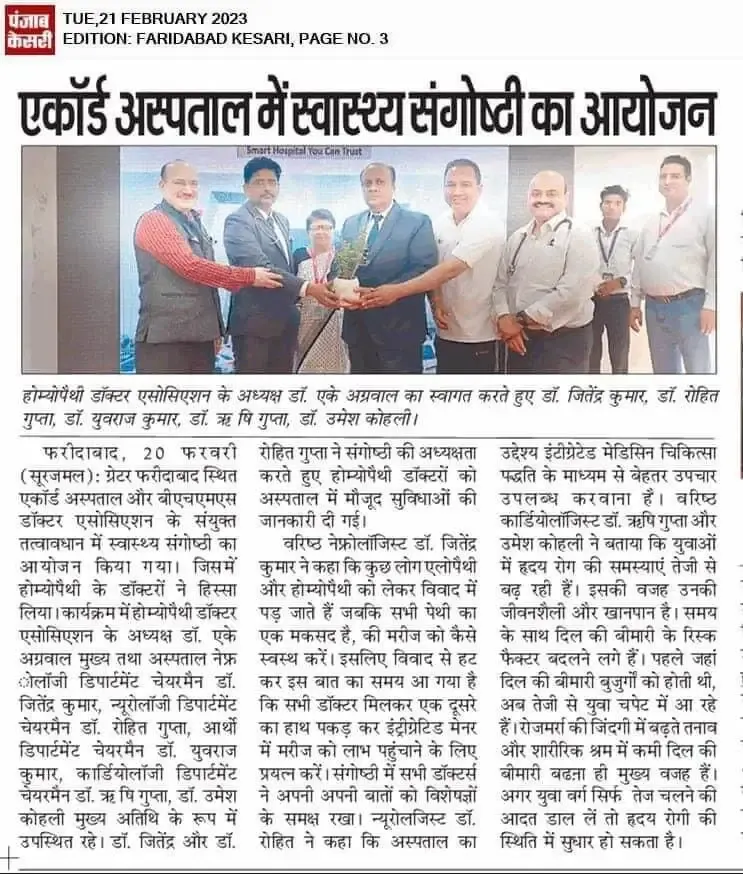 पंजाब
केसरी
TUE,21 FEBRUARY 2023
EDITION: FARIDABAD KESARI, PAGE NO. 3
एकॉर्ड अस्पताल में स्वास्थ्य संगोष्ठी का आयोजन
Smart Hospital You Can Trust
होम्योपैथी डॉक्टर एसोसिएशन के अध्यक्ष डॉ. एके अग्रवाल का स्वागत करते हुए डॉ. जितेंद्र कुमार, डॉ. रोहित
गुप्ता, डॉ. युवराज कुमार, डॉ. ऋ षि गुप्ता, डॉ. उमेश कोहली।
फरीदाबाद, 20 फरवरी
(सूरजमल): ग्रेटर फरीदाबाद स्थित
एकॉर्ड अस्पताल और बीएचएमएस
डॉक्टर एसोसिएशन के संयुक्त
तत्वावधान में स्वास्थ्य संगोष्ठी का
आयोजन किया गया। जिसमें
होम्योपैथी के डॉक्टरों ने हिस्सा
लिया। कार्यक्रम में होम्योपैथी डॉक्टर
एसोसिएशन के अध्यक्ष डॉ. एके
अग्रवाल मुख्य तथा अस्पताल नेफ्र
ोलॉजी डिपार्टमेंट चेयरमैन डॉ.
जितेंद्र कुमार, न्यूरोलॉजी डिपार्टमेंट
चेयरमैन डॉ. रोहित गुप्ता, आर्थो
डिपार्टमेंट चेयरमैन डॉ. युवराज
कुमार, कार्डियोलॉजी डिपार्टमेंट
चेयरमैन डॉ. ऋ षि गुप्ता, डॉ. उमेश
कोहली मुख्य अतिथि के रूप में
उपस्थित रहे। डॉ. जितेंद्र और डॉ.
रोहित गुप्ता ने संगोष्ठी की अध्यक्षता
करते हुए होम्योपैथी डॉक्टरों को
अस्पताल में मौजूद सुविधाओं की
जानकारी दी गई।
वरिष्ठ नेफ्रोलॉजिस्ट डॉ. जितेंद्र
कुमार ने कहा कि कुछ लोग एलोपैथी
और होम्योपैथी को लेकर विवाद में
पड़ जाते हैं जबकि सभी पेथी का
एक मकसद है, की मरीज को कैसे
स्वस्थ करें। इसलिए विवाद से हट
कर इस बात का समय आ गया है
कि सभी डॉक्टर मिलकर एक दूसरे
का हाथ पकड़ कर इंट्रीग्रेटिड मेनर
में मरीज को लाभ पहुंचाने के लिए
प्रयत्न करें। संगोष्ठी में सभी डॉक्टर्स
ने अपनी अपनी बातों को विशेषज्ञों
के समक्ष रखा। न्यूरोलजिस्ट डॉ.
रोहित ने कहा कि अस्पताल का
उद्देश्य इंटीग्रेटेड मेडिसिन चिकित्सा
पद्धति के माध्यम से बेहतर उपचार
उपलब्ध करवाना है। वरिष्ठ
कार्डियोलॉजिस्ट डॉ. ऋषि गुप्ता और
उमेश कोहली ने बताया कि युवाओं
में हृदय रोग की समस्याएं तेजी से
बढ़ रही हैं। इसकी वजह उनकी
जीवनशैली और खानपान है। समय
के साथ दिल की बीमारी के रिस्क
फैक्टर बदलने लगे हैं। पहले जहां
दिल की बीमारी बुजुर्गों को होती थी,
अब तेजी से युवा चपेट में आ रहे
हैं। रोजमर्रा की जिंदगी में बढ़ते तनाव
और शारीरिक श्रम में कमी दिल की
बीमारी बढऩा ही मुख्य वजह हैं।
अगर युवा वर्ग सिर्फ तेज चलने की
आदत डाल लें तो हृदय रोगी की
स्थिति में सुधार हो सकता है।